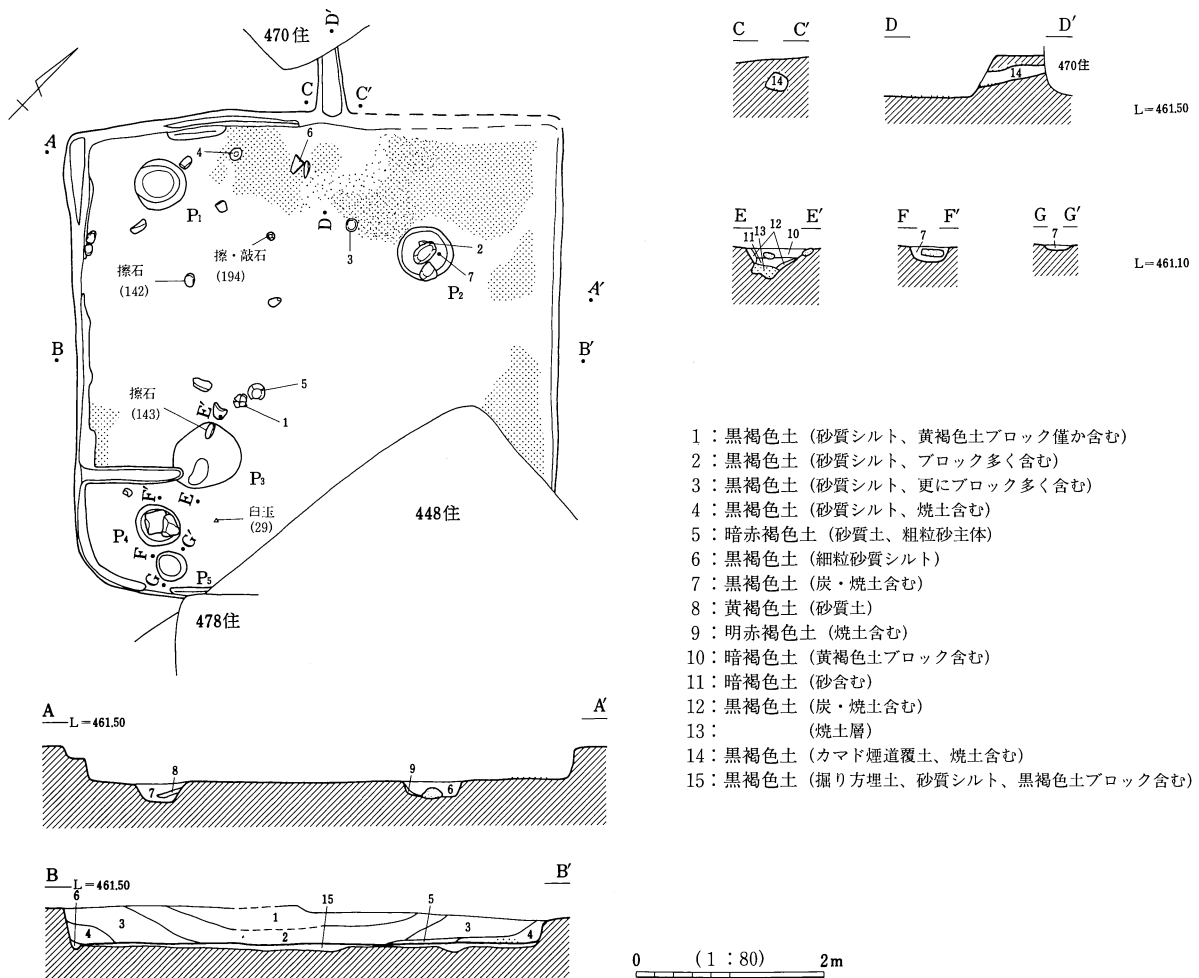 470住
D′
C
C′
A
4
6
P1
D
3
2
7
P2
擦・敲石
(194)
擦石
(142)
A′
B
B′
擦石
(143)
E′
5
1
P3
F′
E
臼玉
(29)
448住
P4
F
G′
G
P5
478住
C C′
14
D D′
14
470住
L=461.50
E E′
11 13 12 10
F F′
7
G G′
7
L=461.10
1:黒褐色土(砂質シルト、黄褐色土ブロック僅か含む)
2:黒褐色土(砂質シルト、ブロック多く含む)
3:黒褐色土(砂質シルト、更にブロック多く含む)
4:黒褐色土(砂質シルト、焼土含む)
5:暗赤褐色土(砂質土、粗粒砂主体)
6:黒褐色土(細粒砂質シルト)
7:黒褐色土(炭・焼土含む)
8:黄褐色土(砂質土)
9:明赤褐色土(焼土含む)
10:暗褐色土(黄褐色土ブロック含む)
11:暗褐色土(砂含む)
12:黒褐色土(炭・焼土含む)
13: (焼土層)
14:黒褐色土(カマド煙道覆土、焼土含む)
15:黒褐色土(掘り方埋土、砂質シルト、黒褐色土ブロック含む)
A A′
L=461.50
7 8 9 6
B B′
L=461.50
6 4 3 1 2 15 5 3 4
0 (1:80) 2m